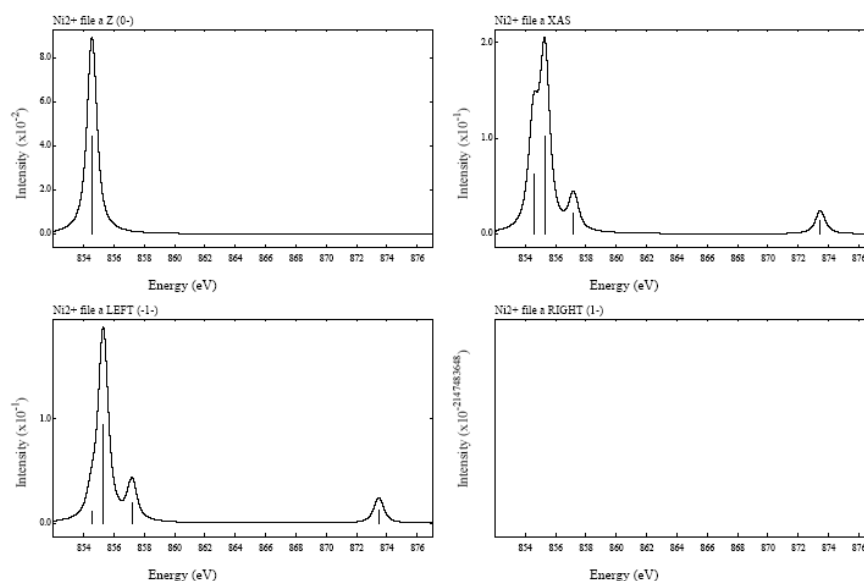 Ni2+ file a Z (0-)
8.0
6.0
4.0
2.0
0.0
Intensity (x10⁻²)
854 856 858 860 862 864 866 868 870 872 874 876
Energy (eV)
Ni2+ file a XAS
2.0
1.0
0.0
Intensity (x10⁻¹)
854 856 858 860 862 864 866 868 870 872 874 876
Energy (eV)
Ni2+ file a LEFT (-1-)
1.0
0.0
Intensity (x10⁻¹)
854 856 858 860 862 864 866 868 870 872 874 876
Energy (eV)
Ni2+ file a RIGHT (1-)
Intensity (x10⁻²¹⁴⁷⁴⁸³⁶⁴⁸)
854 856 858 860 862 864 866 868 870 872 874 876
Energy (eV)